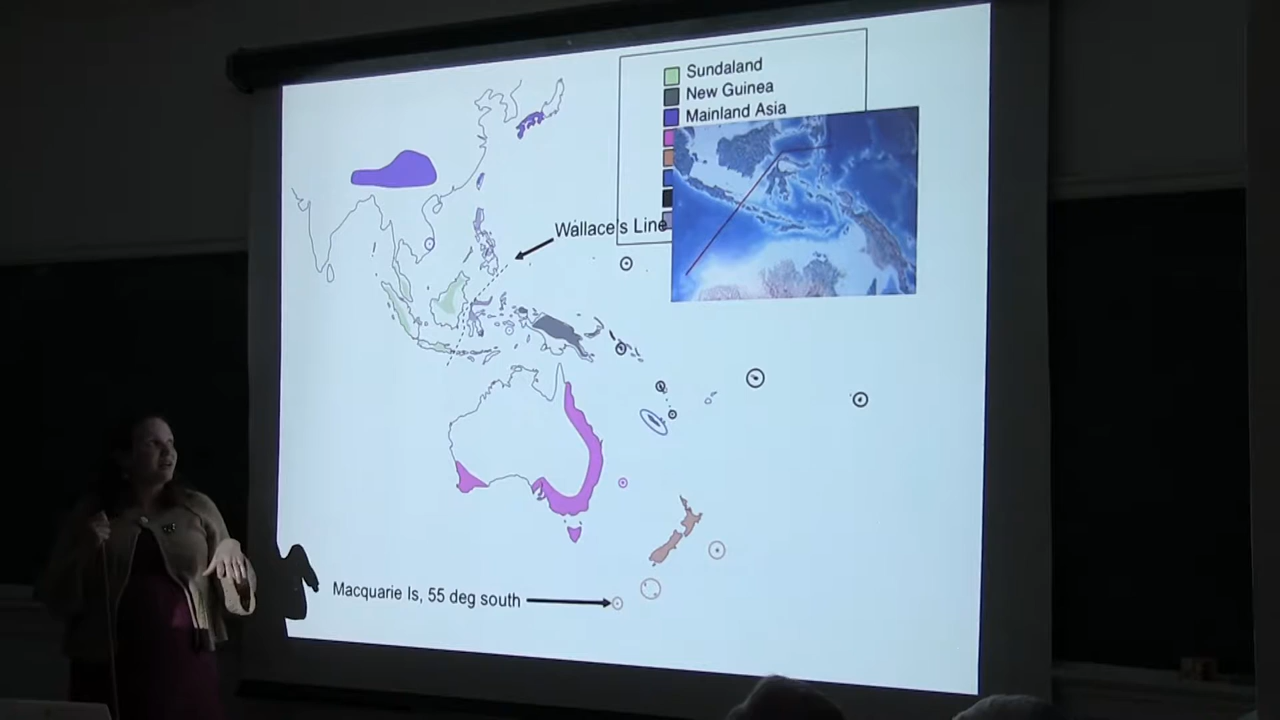 Sundaland
New Guinea
Mainland Asia
Wallace's Line
Macquarie Is, 55 deg south